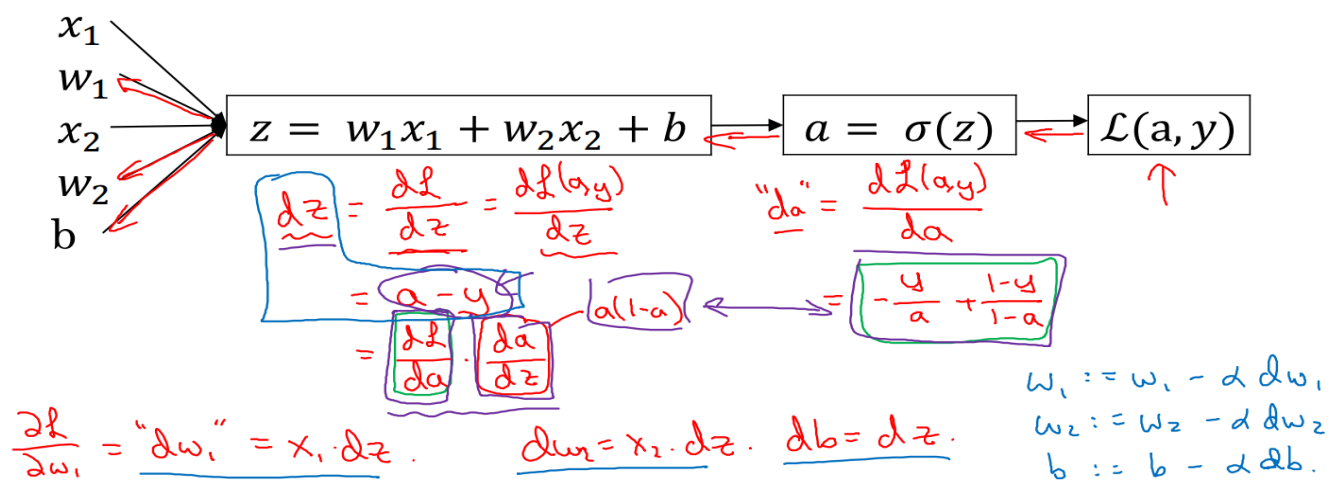 x₁
w₁
x₂
w₂
b
z = w₁x₁ + w₂x₂ + b
a = σ(z)
ℒ(a, y)
dz = dℒ/dz = dℒ(a,y)/dz
"da" = dℒ(a,y)/da
= a - y
a(1-a)
= -y/a + (1-y)/(1-a)
= dℒ/da · da/dz
∂ℒ/∂w₁ = "dw₁" = x₁·dz.
dw₂ = x₂·dz.
db = dz.
w₁ := w₁ - α dw₁
w₂ := w₂ - α dw₂
b := b - α db.